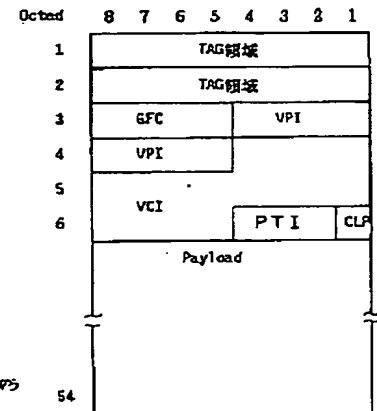 Octed 8 7 6 5 4 3 2 1
1 TAG領域
2 TAG領域
3 GFC VPI
4 VPI
5
VCI
6 PTI CLP
Payload
54